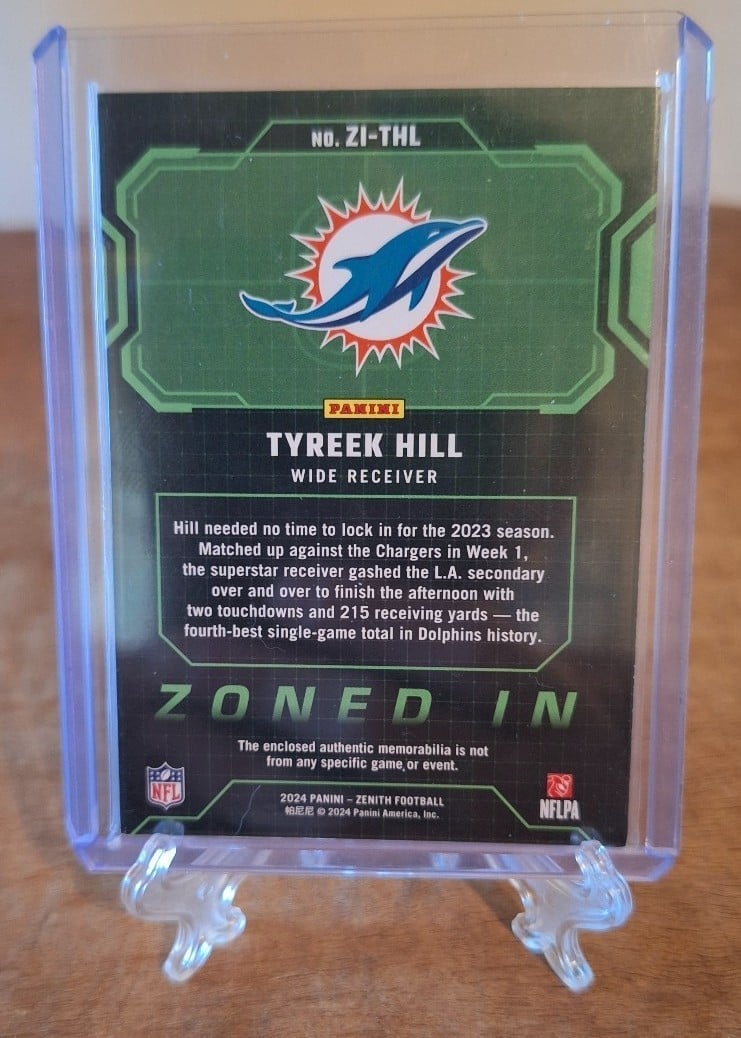 NO. ZI-THL
PANINI
TYREEK HILL
WIDE RECEIVER
Hill needed no time to lock in for the 2023 season.
Matched up against the Chargers in Week 1,
the superstar receiver gashed the L.A. secondary
over and over to finish the afternoon with
two touchdowns and 215 receiving yards — the
fourth-best single-game total in Dolphins history.
ZONED IN
The enclosed authentic memorabilia is not
from any specific game or event.
NFL
2024 PANINI – ZENITH FOOTBALL
帕尼尼 © 2024 Panini America, Inc.
NFLPA